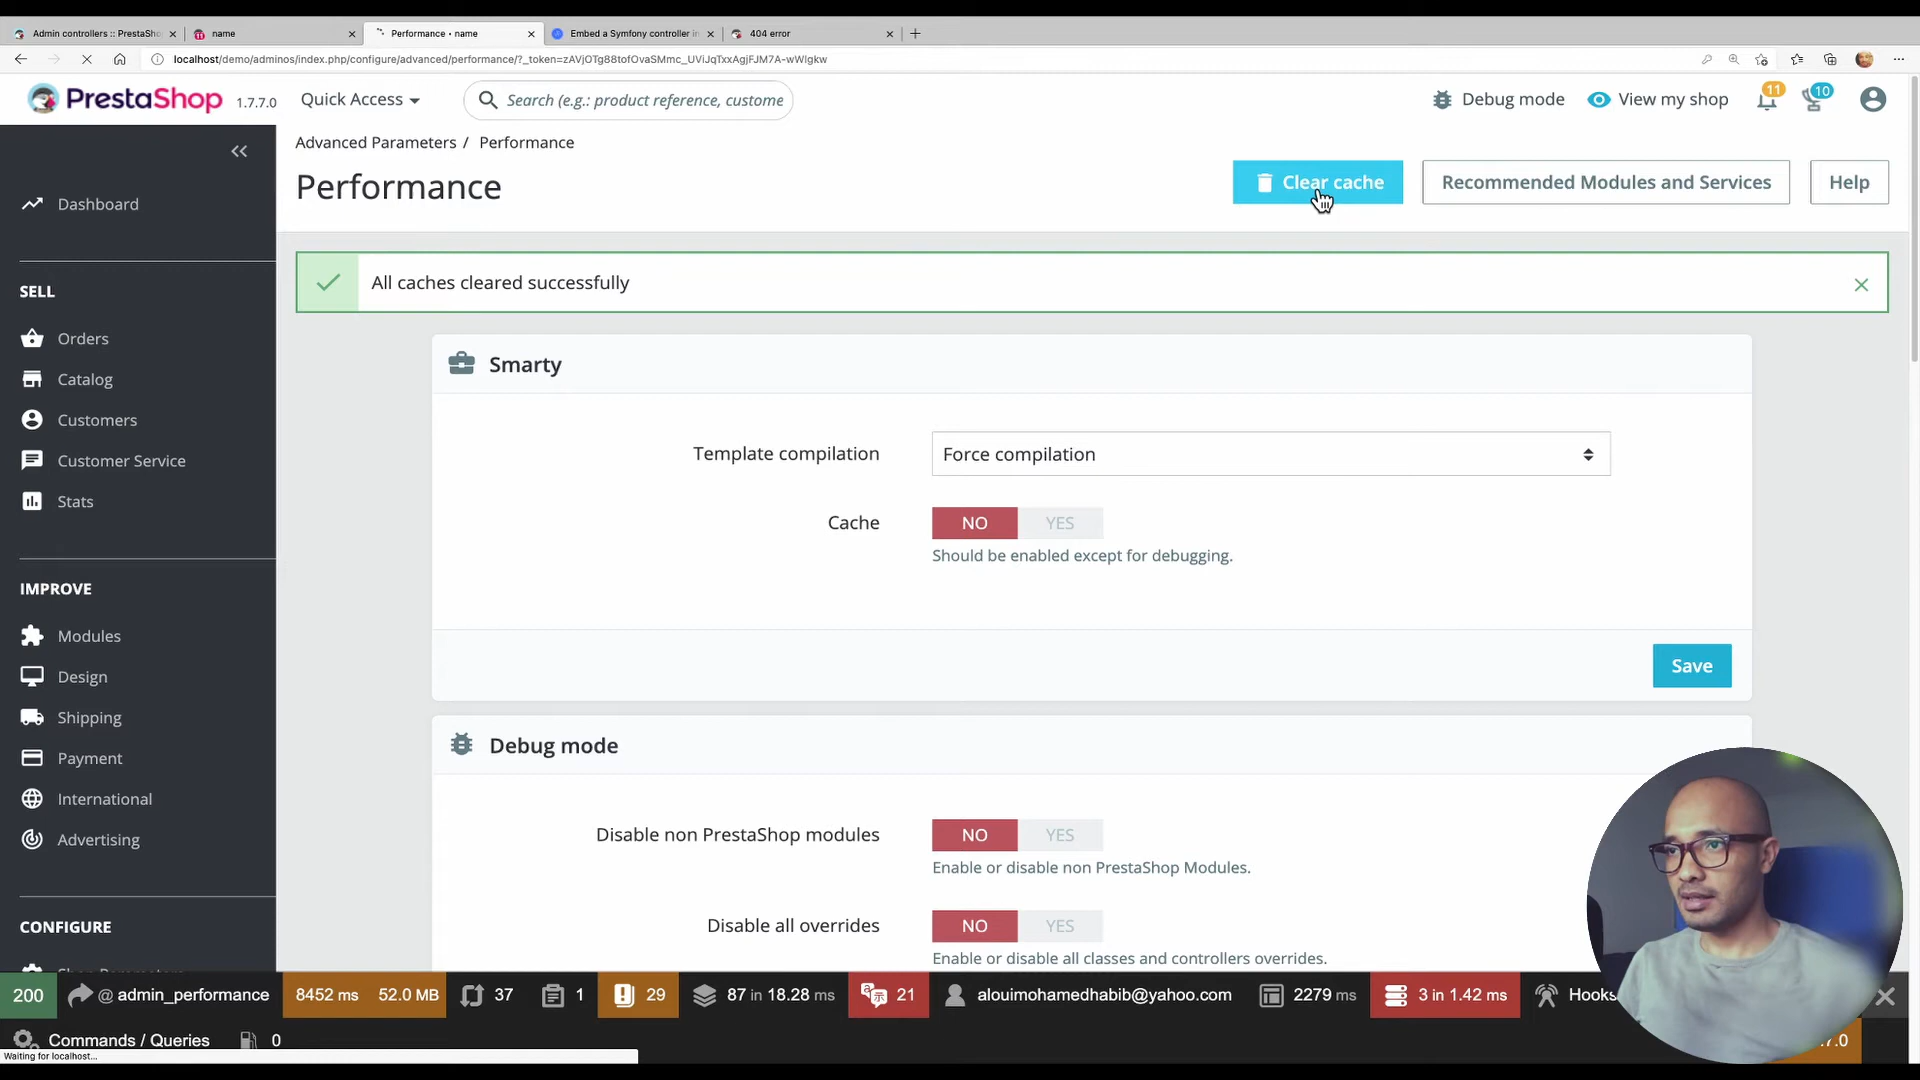 Admin controllers :: PrestaSho
name
Performance • name
Embed a Symfony controller in
404 error
localhost/demo/adminos/index.php/configure/advanced/performance/?_token=zAVjOTg88tofOvaSMmc_UViJqTxxAgjFJM7A-wWlgkw
PrestaShop 1.7.7.0
Quick Access
Search (e.g.: product reference, custome
Debug mode
View my shop
11
10
Advanced Parameters / Performance
Performance
Clear cache
Recommended Modules and Services
Help
All caches cleared successfully
Dashboard
SELL
Orders
Catalog
Customers
Customer Service
Stats
IMPROVE
Modules
Design
Shipping
Payment
International
Advertising
CONFIGURE
Smarty
Template compilation
Force compilation
Cache
NO YES
Should be enabled except for debugging.
Save
Debug mode
Disable non PrestaShop modules
NO YES
Enable or disable non PrestaShop Modules.
Disable all overrides
NO YES
Enable or disable all classes and controllers overrides.
200 @ admin_performance 8452 ms 52.0 MB 37 1 29 87 in 18.28 ms 21 alouimohamedhabib@yahoo.com 2279 ms 3 in 1.42 ms Hooks
Commands / Queries 0 .7.0
Waiting for localhost...